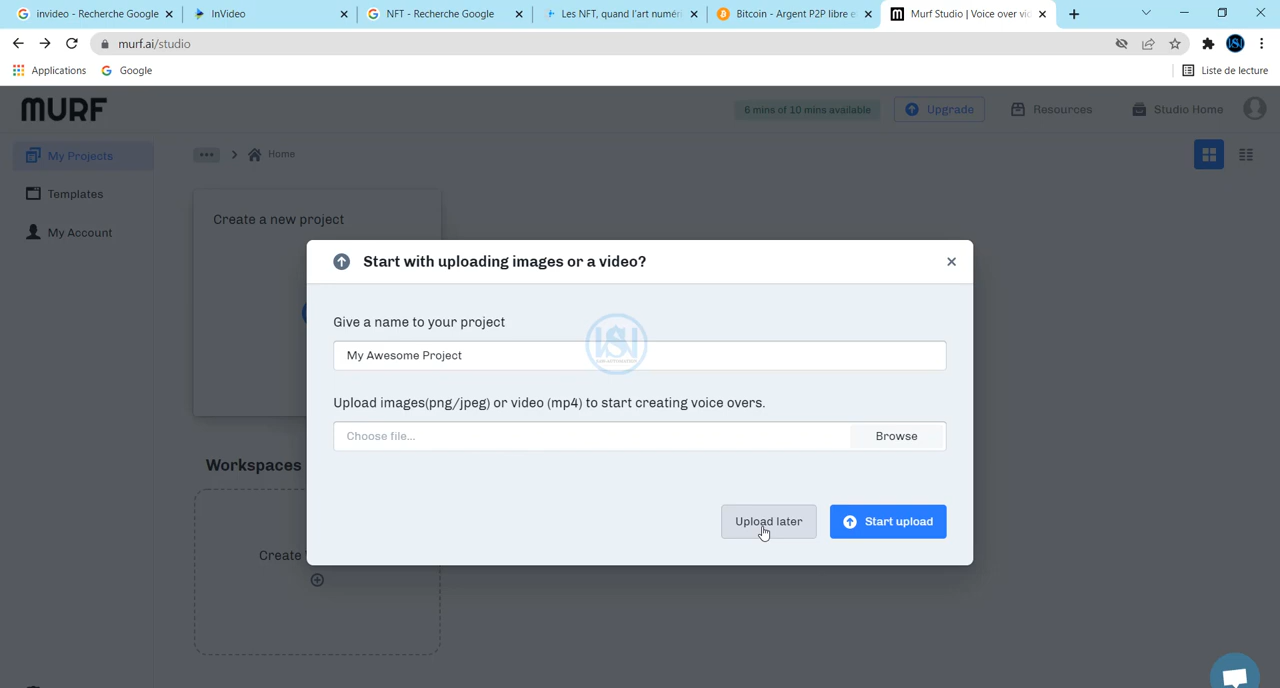 invideo - Recherche Google
InVideo
NFT - Recherche Google
Les NFT, quand l'art numéri
Bitcoin - Argent P2P libre e
Murf Studio | Voice over vid
murf.ai/studio
Applications
Google
Liste de lecture
MURF
6 mins of 10 mins available
Upgrade
Resources
Studio Home
My Projects
Home
Templates
Create a new project
My Account
Start with uploading images or a video?
Give a name to your project
My Awesome Project
Upload images(png/jpeg) or video (mp4) to start creating voice overs.
Choose file...
Browse
Workspaces
Upload later
Start upload
Create